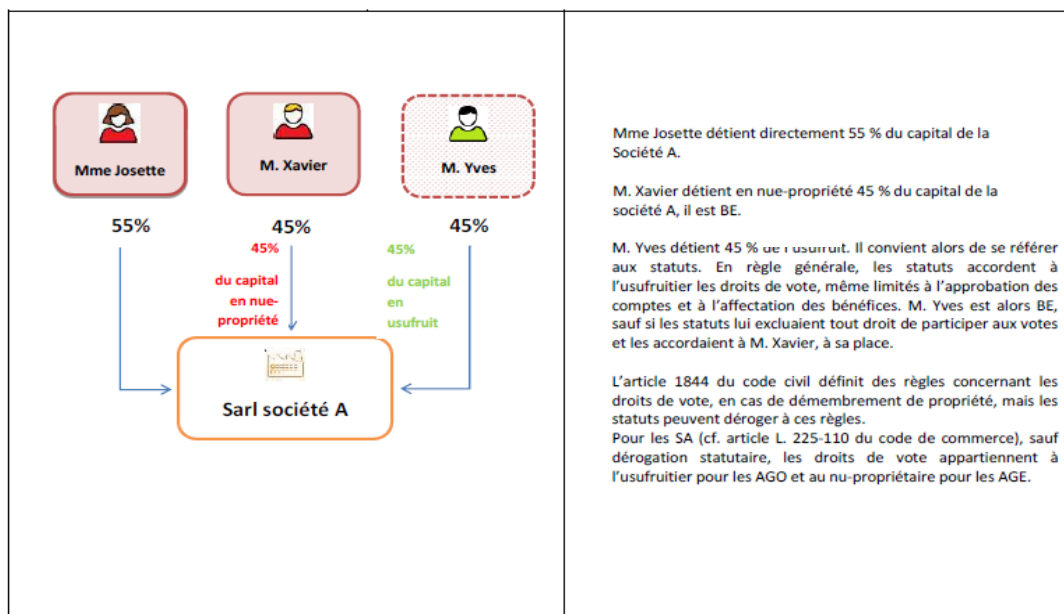 Mme Josette
M. Xavier
M. Yves
55%
45%
45%
45%
du capital
en nue-
propriété
45%
du capital
en
usufruit
Sarl société A
Mme Josette détient directement 55 % du capital de la
Société A.
M. Xavier détient en nue-propriété 45 % du capital de la
société A, il est BE.
M. Yves détient 45 % de l'usufruit. Il convient alors de se référer
aux statuts. En règle générale, les statuts accordent à
l'usufruitier les droits de vote, même limités à l'approbation des
comptes et à l'affectation des bénéfices. M. Yves est alors BE,
sauf si les statuts lui excluaient tout droit de participer aux votes
et les accordaient à M. Xavier, à sa place.
L'article 1844 du code civil définit des règles concernant les
droits de vote, en cas de démembrement de propriété, mais les
statuts peuvent déroger à ces règles.
Pour les SA (cf. article L. 225-110 du code de commerce), sauf
dérogation statutaire, les droits de vote appartiennent à
l'usufruitier pour les AGO et au nu-propriétaire pour les AGE.